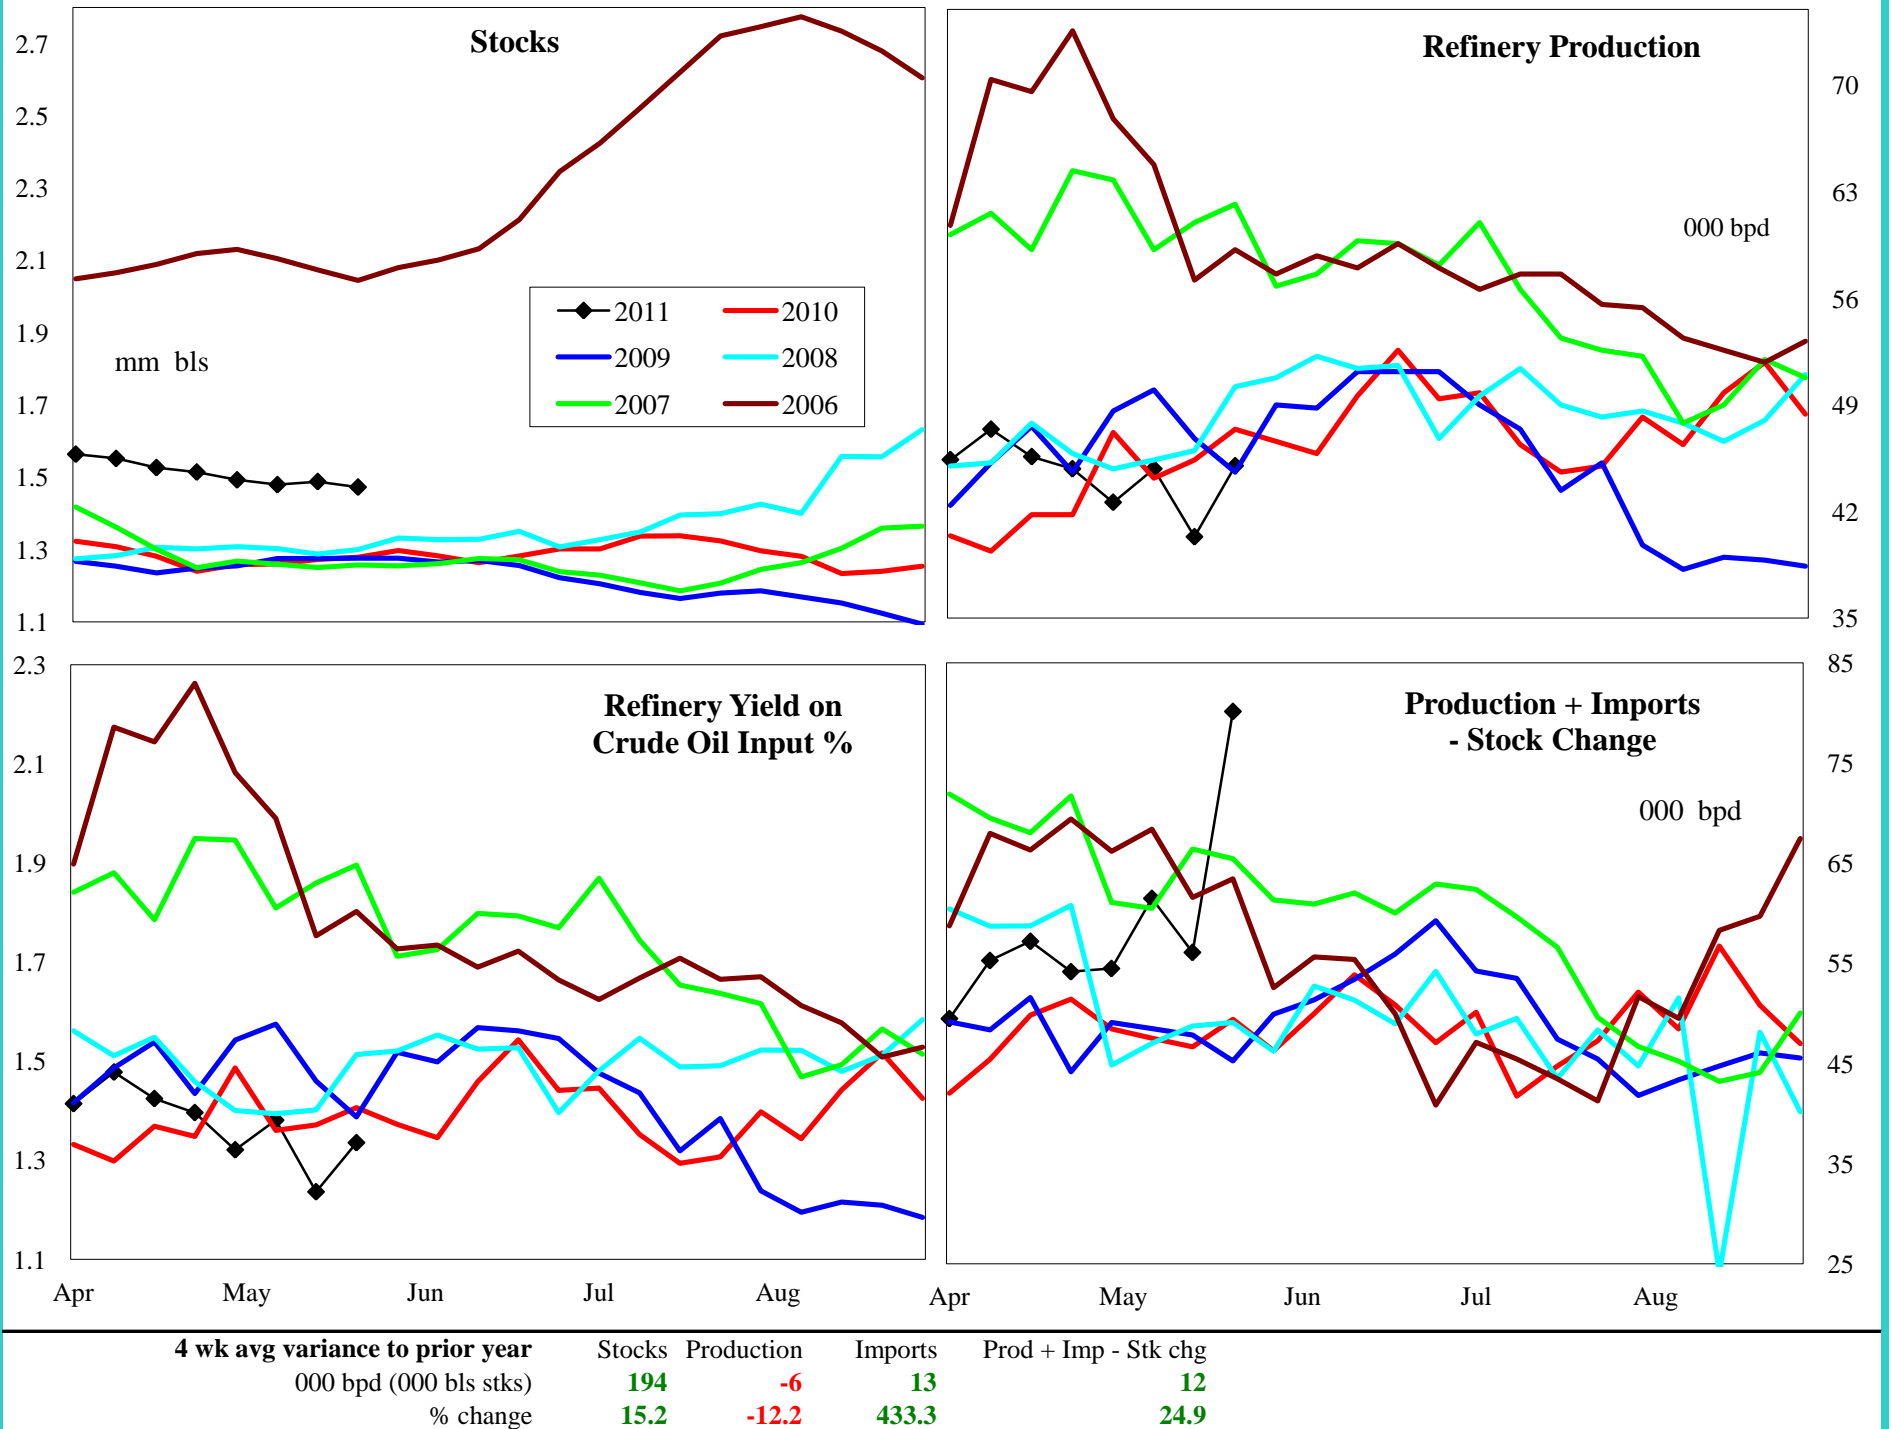 Stocks
2.7
2.5
2.3
2.1
1.9
1.7
1.5
1.3
1.1
mm bls
2011
2010
2009
2008
2007
2006
Refinery Production
000 bpd
70
63
56
49
42
35
Refinery Yield on
Crude Oil Input %
2.3
2.1
1.9
1.7
1.5
1.3
1.1
Apr May Jun Jul Aug
Production + Imports
- Stock Change
000 bpd
85
75
65
55
45
35
25
Apr May Jun Jul Aug
4 wk avg variance to prior year Stocks Production Imports Prod + Imp - Stk chg
000 bpd (000 bls stks) 194 -6 13 12
% change 15.2 -12.2 433.3 24.9